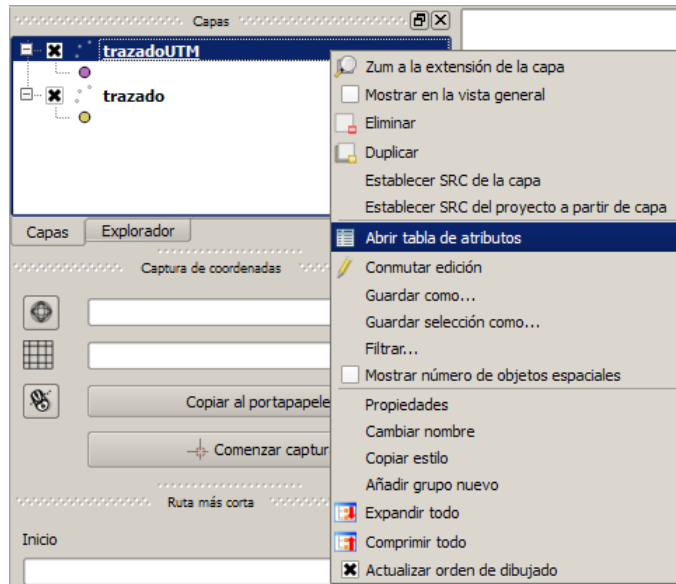 Capas
trazadoUTM
trazado
Capas
Explorador
Captura de coordenadas
Copiar al portapapele
Comenzar captur
Ruta más corta
Inicio
Zum a la extensión de la capa
Mostrar en la vista general
Eliminar
Duplicar
Establecer SRC de la capa
Establecer SRC del proyecto a partir de capa
Abrir tabla de atributos
Conmutar edición
Guardar como...
Guardar selección como...
Filtrar...
Mostrar número de objetos espaciales
Propiedades
Cambiar nombre
Copiar estilo
Añadir grupo nuevo
Expandir todo
Comprimir todo
Actualizar orden de dibujado